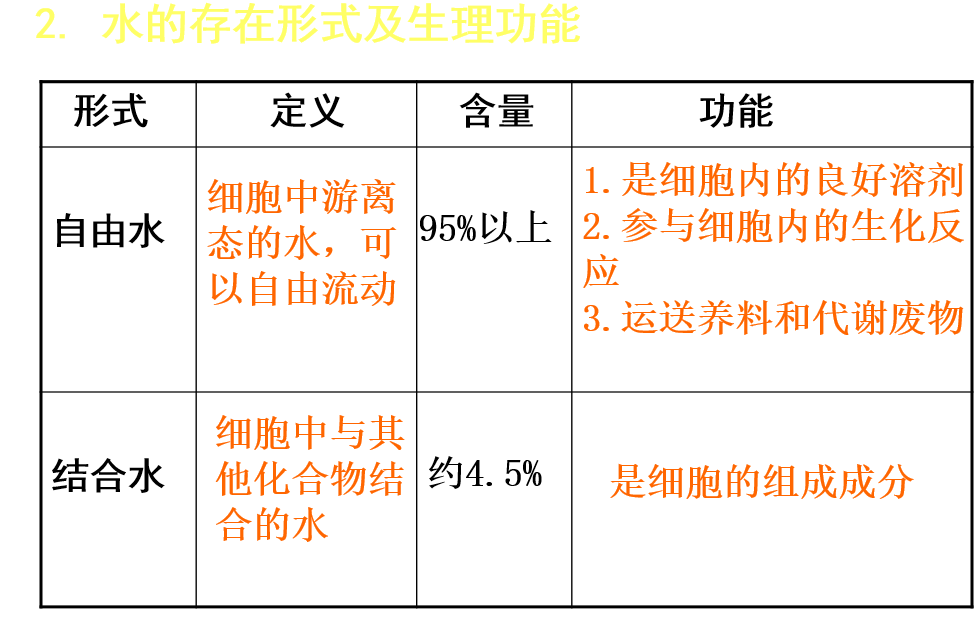 2. 水的存在形式及生理功能
形式 定义 含量 功能
自由水
细胞中游离
态的水，可
以自由流动
95%以上
1.是细胞内的良好溶剂
2.参与细胞内的生化反
应
3.运送养料和代谢废物
结合水
细胞中与其
他化合物结
合的水
约4.5%
是细胞的组成成分